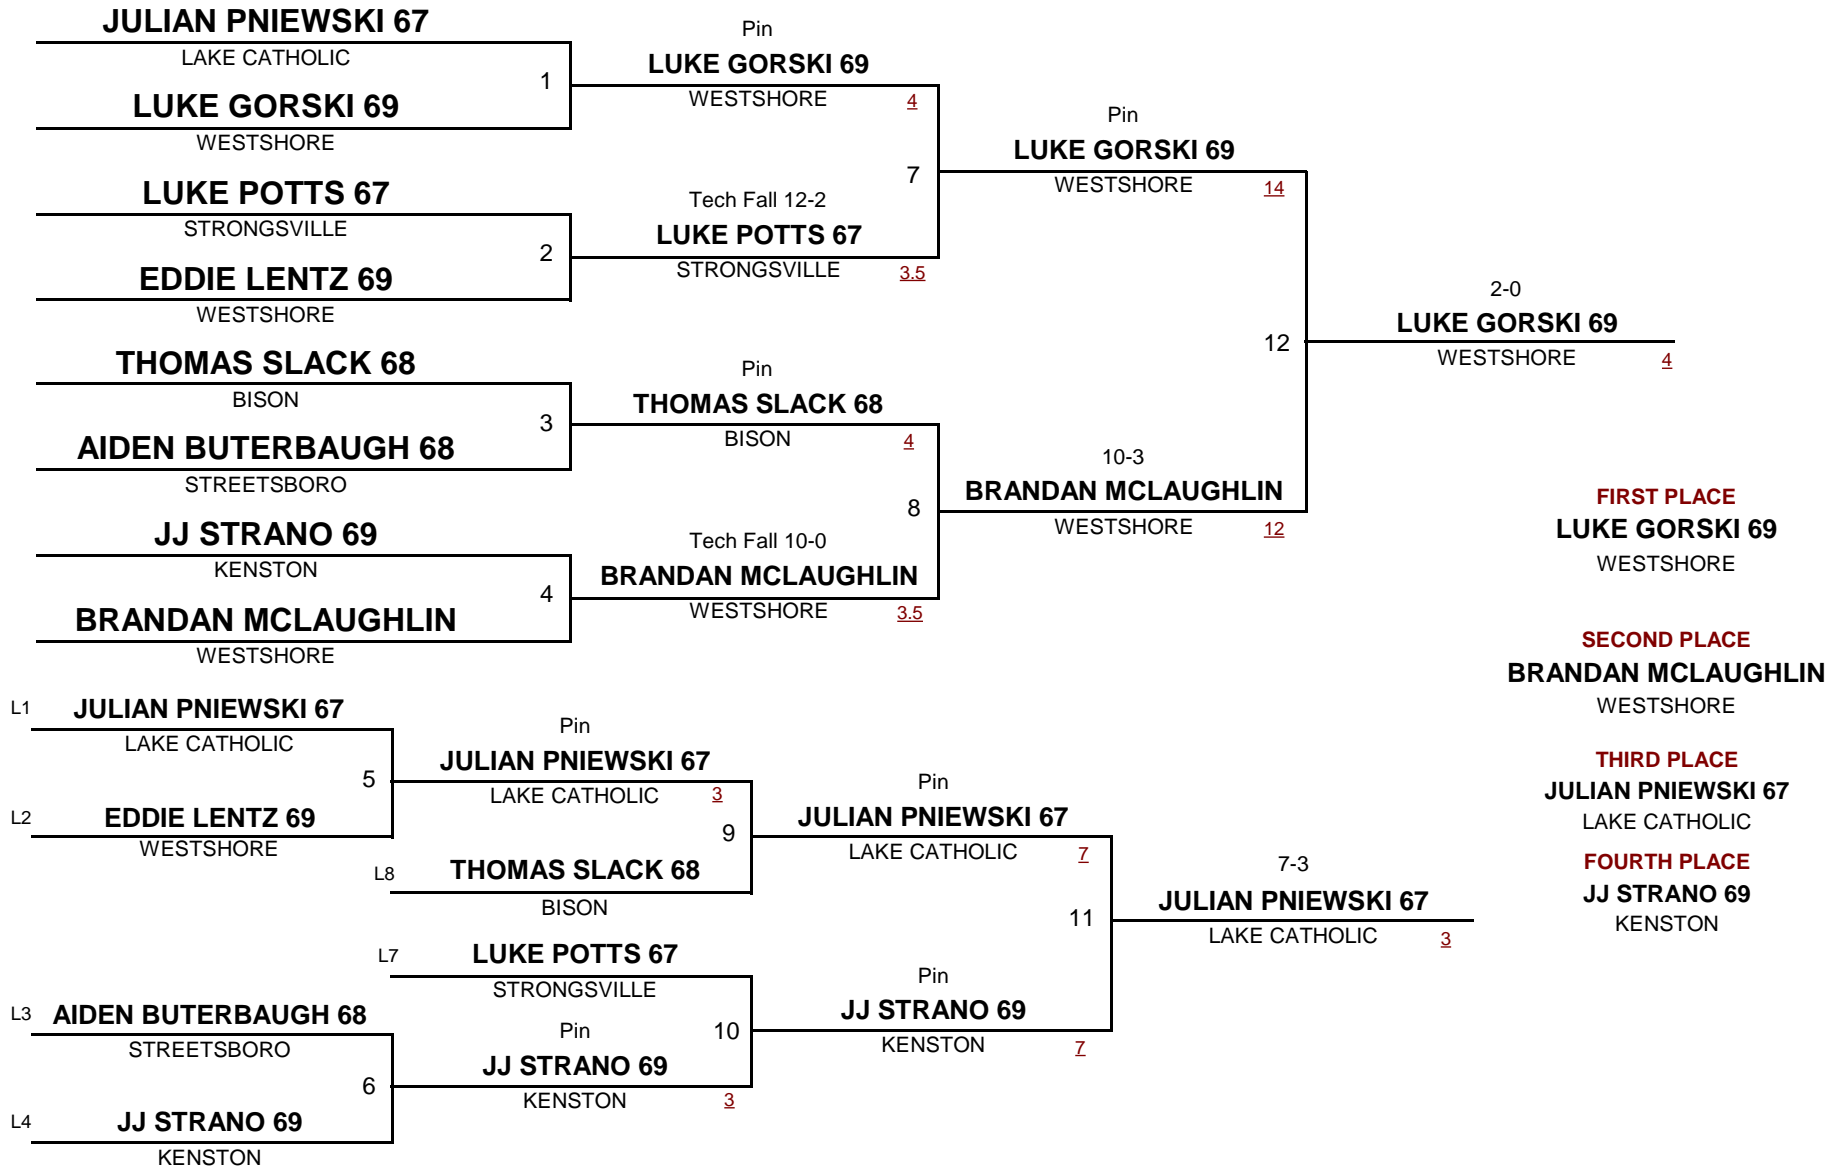 JULIAN PNIEWSKI 67
LAKE CATHOLIC
1
LUKE GORSKI 69
WESTSHORE
Pin
LUKE GORSKI 69
WESTSHORE 4
LUKE POTTS 67
STRONGSVILLE
2
EDDIE LENTZ 69
WESTSHORE
7
Tech Fall 12-2
LUKE POTTS 67
STRONGSVILLE 3.5
Pin
LUKE GORSKI 69
WESTSHORE 14
THOMAS SLACK 68
BISON
3
AIDEN BUTERBAUGH 68
STREETSBORO
Pin
THOMAS SLACK 68
BISON 4
JJ STRANO 69
KENSTON
4
BRANDAN MCLAUGHLIN
WESTSHORE
8
Tech Fall 10-0
BRANDAN MCLAUGHLIN
WESTSHORE 3.5
10-3
BRANDAN MCLAUGHLIN
WESTSHORE 12
12
2-0
LUKE GORSKI 69
WESTSHORE 4
FIRST PLACE
LUKE GORSKI 69
WESTSHORE
SECOND PLACE
BRANDAN MCLAUGHLIN
WESTSHORE
THIRD PLACE
JULIAN PNIEWSKI 67
LAKE CATHOLIC
FOURTH PLACE
JJ STRANO 69
KENSTON
L1 JULIAN PNIEWSKI 67
LAKE CATHOLIC
5
L2 EDDIE LENTZ 69
WESTSHORE
Pin
JULIAN PNIEWSKI 67
LAKE CATHOLIC 3
9
L8 THOMAS SLACK 68
BISON
Pin
JULIAN PNIEWSKI 67
LAKE CATHOLIC 7
L7 LUKE POTTS 67
STRONGSVILLE
L3 AIDEN BUTERBAUGH 68
STREETSBORO
6
L4 JJ STRANO 69
KENSTON
Pin
10
JJ STRANO 69
KENSTON 3
Pin
JJ STRANO 69
KENSTON 7
11
7-3
JULIAN PNIEWSKI 67
LAKE CATHOLIC 3